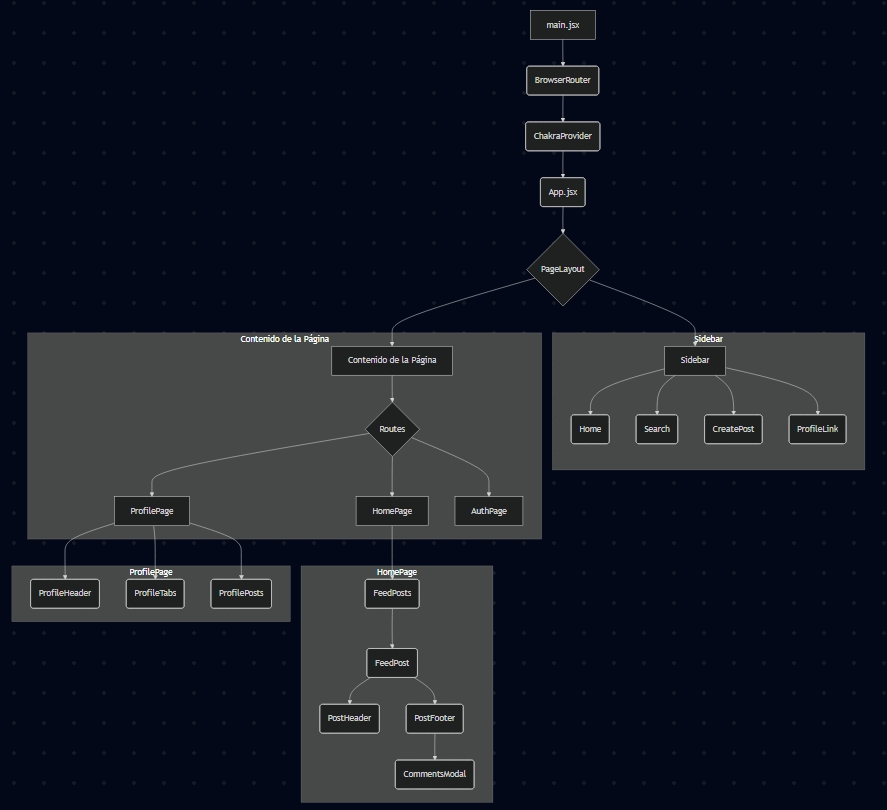 main.jsx
BrowserRouter
ChakraProvider
App.jsx
PageLayout
Contenido de la Página
Contenido de la Página
Routes
ProfilePage
HomePage
AuthPage
Sidebar
Sidebar
Home
Search
CreatePost
ProfileLink
ProfilePage
ProfileHeader
ProfileTabs
ProfilePosts
HomePage
FeedPosts
FeedPost
PostHeader
PostFooter
CommentsModal